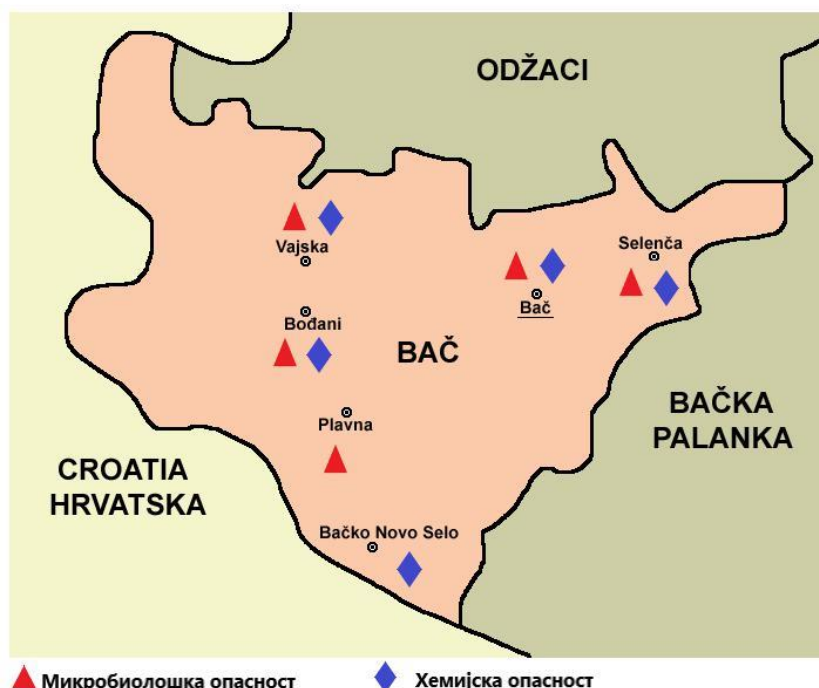 ODŽACI
Vajska
Selenča
Bač
Bođani
BAČ
BAČKA
PALANKA
Plavna
CROATIA
HRVATSKA
Bačko Novo Selo
Микробиолошка опасност
Хемијска опасност